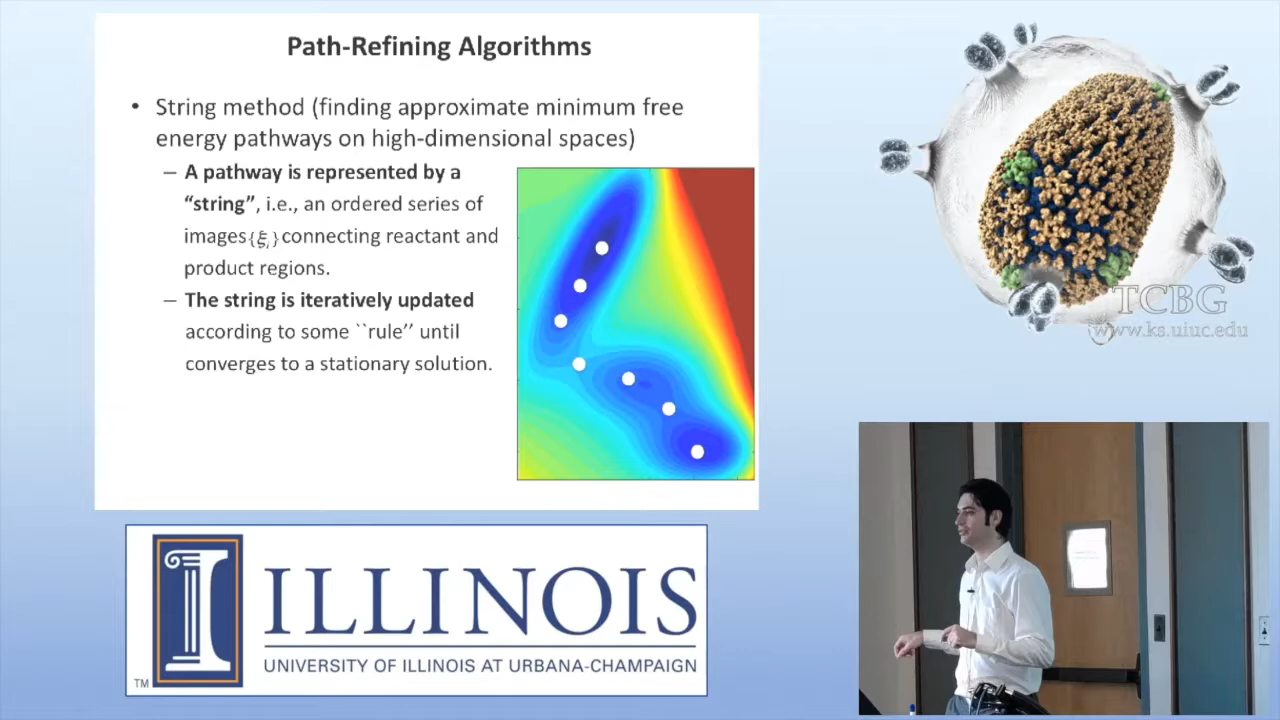 Path-Refining Algorithms
• String method (finding approximate minimum free
energy pathways on high-dimensional spaces)
– A pathway is represented by a
“string”, i.e., an ordered series of
images{ξᵢ}connecting reactant and
product regions.
– The string is iteratively updated
according to some ``rule’’ until
converges to a stationary solution.
TCBG
www.ks.uiuc.edu
I ILLINOIS
UNIVERSITY OF ILLINOIS AT URBANA-CHAMPAIGN
TM